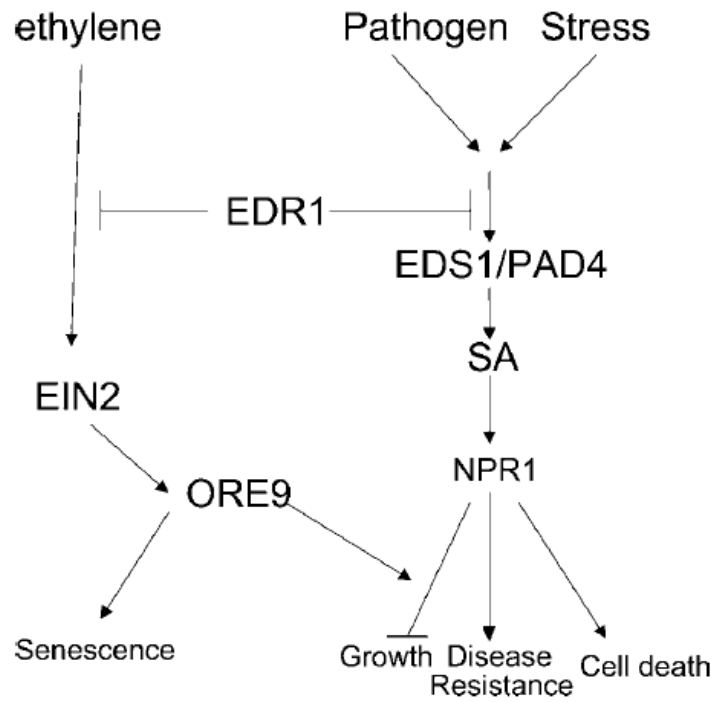 ethylene
Pathogen Stress
EDR1
EDS1/PAD4
SA
EIN2
NPR1
ORE9
Senescence
Growth
Disease
Resistance
Cell death